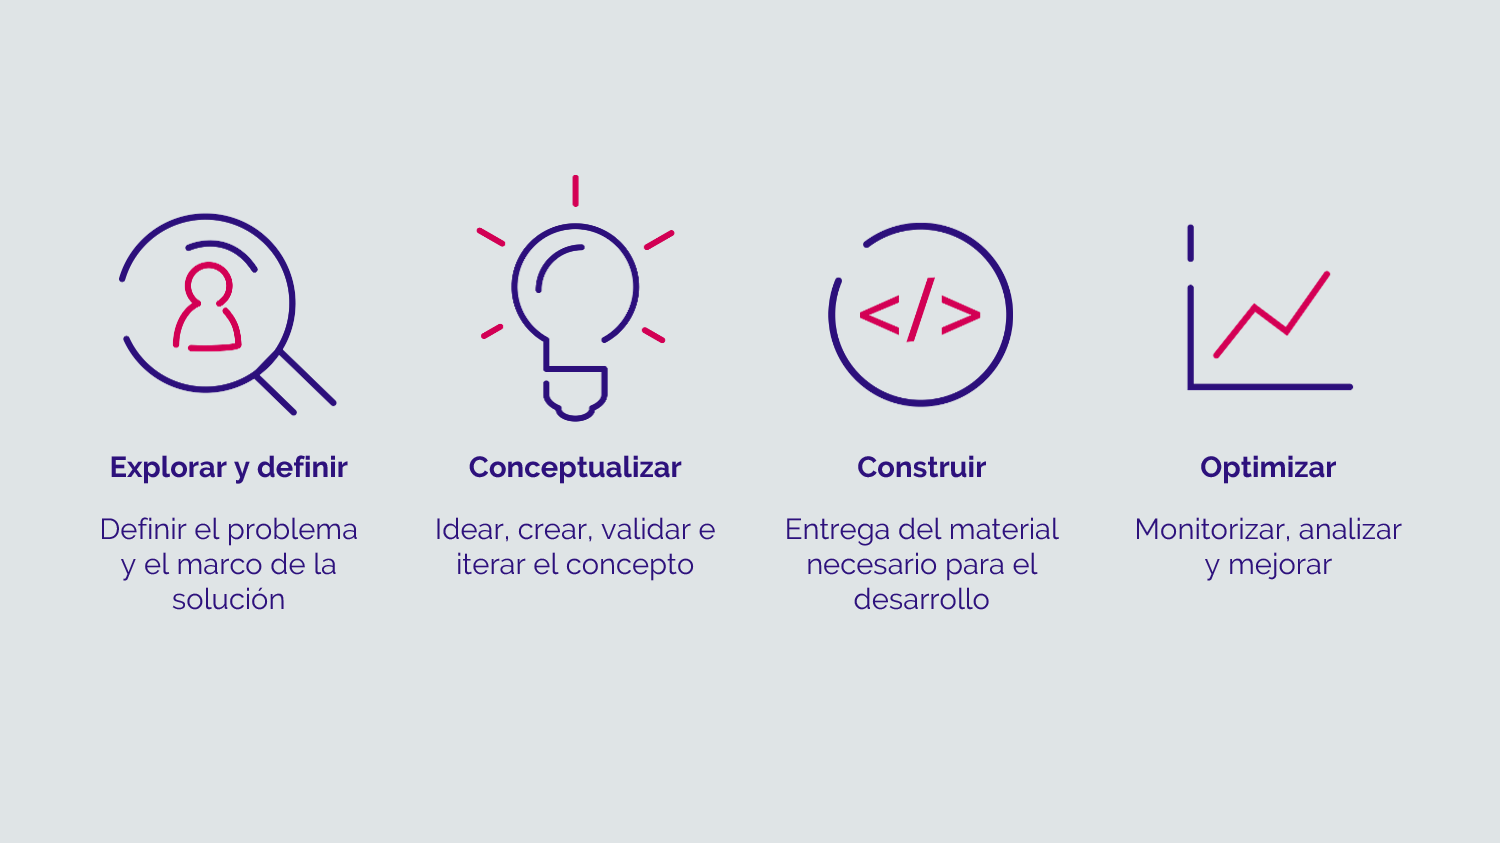 </>
Explorar y definir
Definir el problema
y el marco de la
solución
Conceptualizar
Idear, crear, validar e
iterar el concepto
Construir
Entrega del material
necesario para el
desarrollo
Optimizar
Monitorizar, analizar
y mejorar